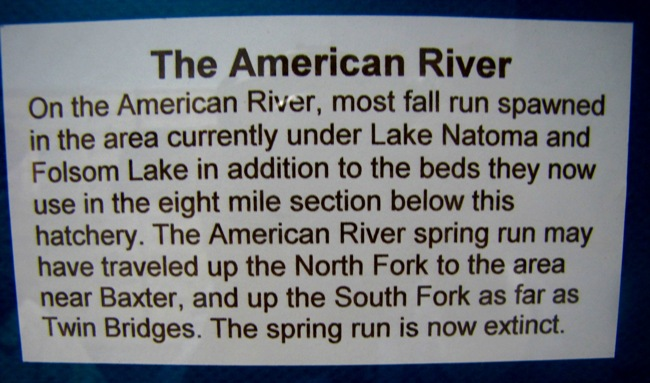 The American River
On the American River, most fall run spawned
in the area currently under Lake Natoma and
Folsom Lake in addition to the beds they now
use in the eight mile section below this
hatchery. The American River spring run may
have traveled up the North Fork to the area
near Baxter, and up the South Fork as far as
Twin Bridges. The spring run is now extinct.